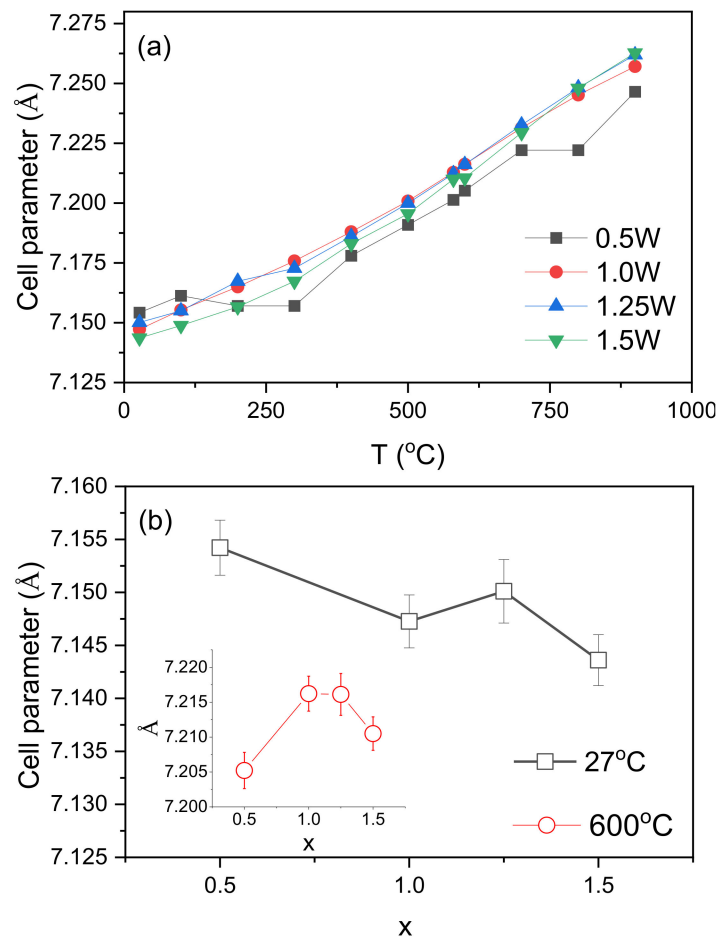 (a)
Cell parameter (Å)
7.275
7.250
7.225
7.200
7.175
7.150
7.125
0.5W
1.0W
1.25W
1.5W
0 250 500 750 1000
T (°C)
(b)
Cell parameter (Å)
7.160
7.155
7.150
7.145
7.140
7.135
7.130
7.125
Å
7.220
7.215
7.210
7.205
7.200
0.5 1.0 1.5
x
27°C
600°C
0.5 1.0 1.5
x